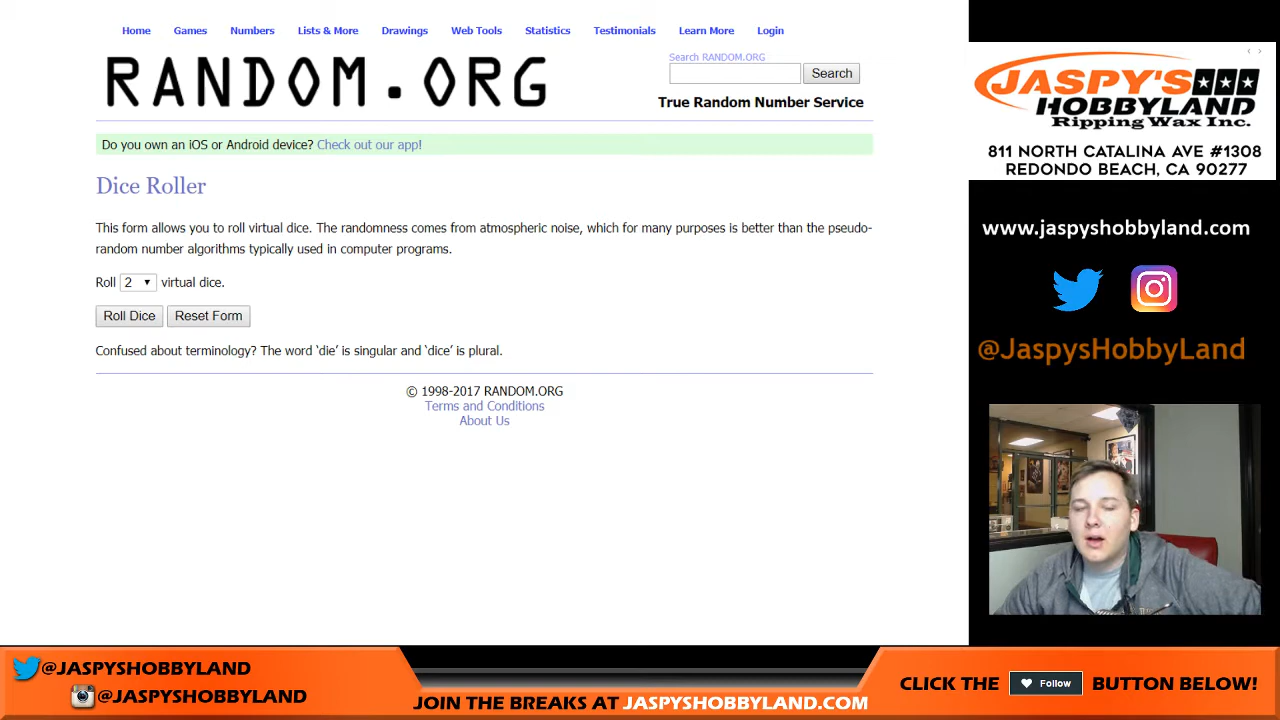 Home Games Numbers Lists & More Drawings Web Tools Statistics Testimonials Learn More Login
RANDOM.ORG
Search RANDOM.ORG
Search
True Random Number Service
Do you own an iOS or Android device? Check out our app!
Dice Roller
This form allows you to roll virtual dice. The randomness comes from atmospheric noise, which for many purposes is better than the pseudo-
random number algorithms typically used in computer programs.
Roll 2 virtual dice.
Roll Dice Reset Form
Confused about terminology? The word ‘die’ is singular and ‘dice’ is plural.
© 1998-2017 RANDOM.ORG
Terms and Conditions
About Us
JASPY'S
HOBBYLAND
Ripping Wax Inc.
811 NORTH CATALINA AVE #1308
REDONDO BEACH, CA 90277
www.jaspyshobbyland.com
@JaspysHobbyLand
@JASPYSHOBBYLAND
@JASPYSHOBBYLAND
JOIN THE BREAKS AT JASPYSHOBBYLAND.COM
CLICK THE Follow BUTTON BELOW!